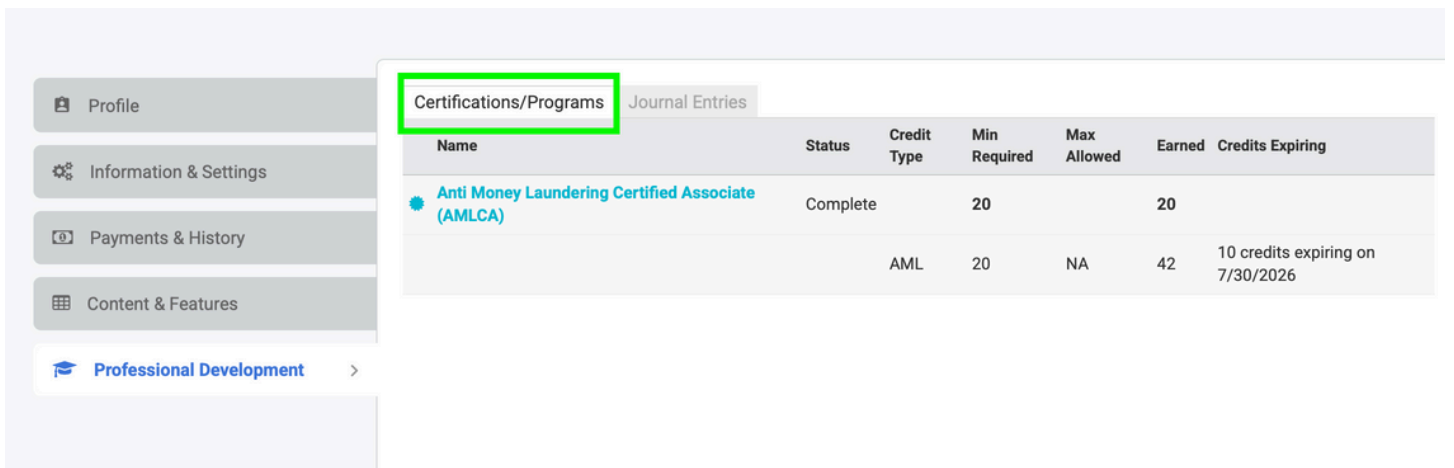 Profile
Information & Settings
Payments & History
Content & Features
Professional Development
Certifications/Programs Journal Entries
Name Status Credit Type Min Required Max Allowed Earned Credits Expiring
Anti Money Laundering Certified Associate
(AMLCA) Complete 20 20
AML 20 NA 42 10 credits expiring on
7/30/2026